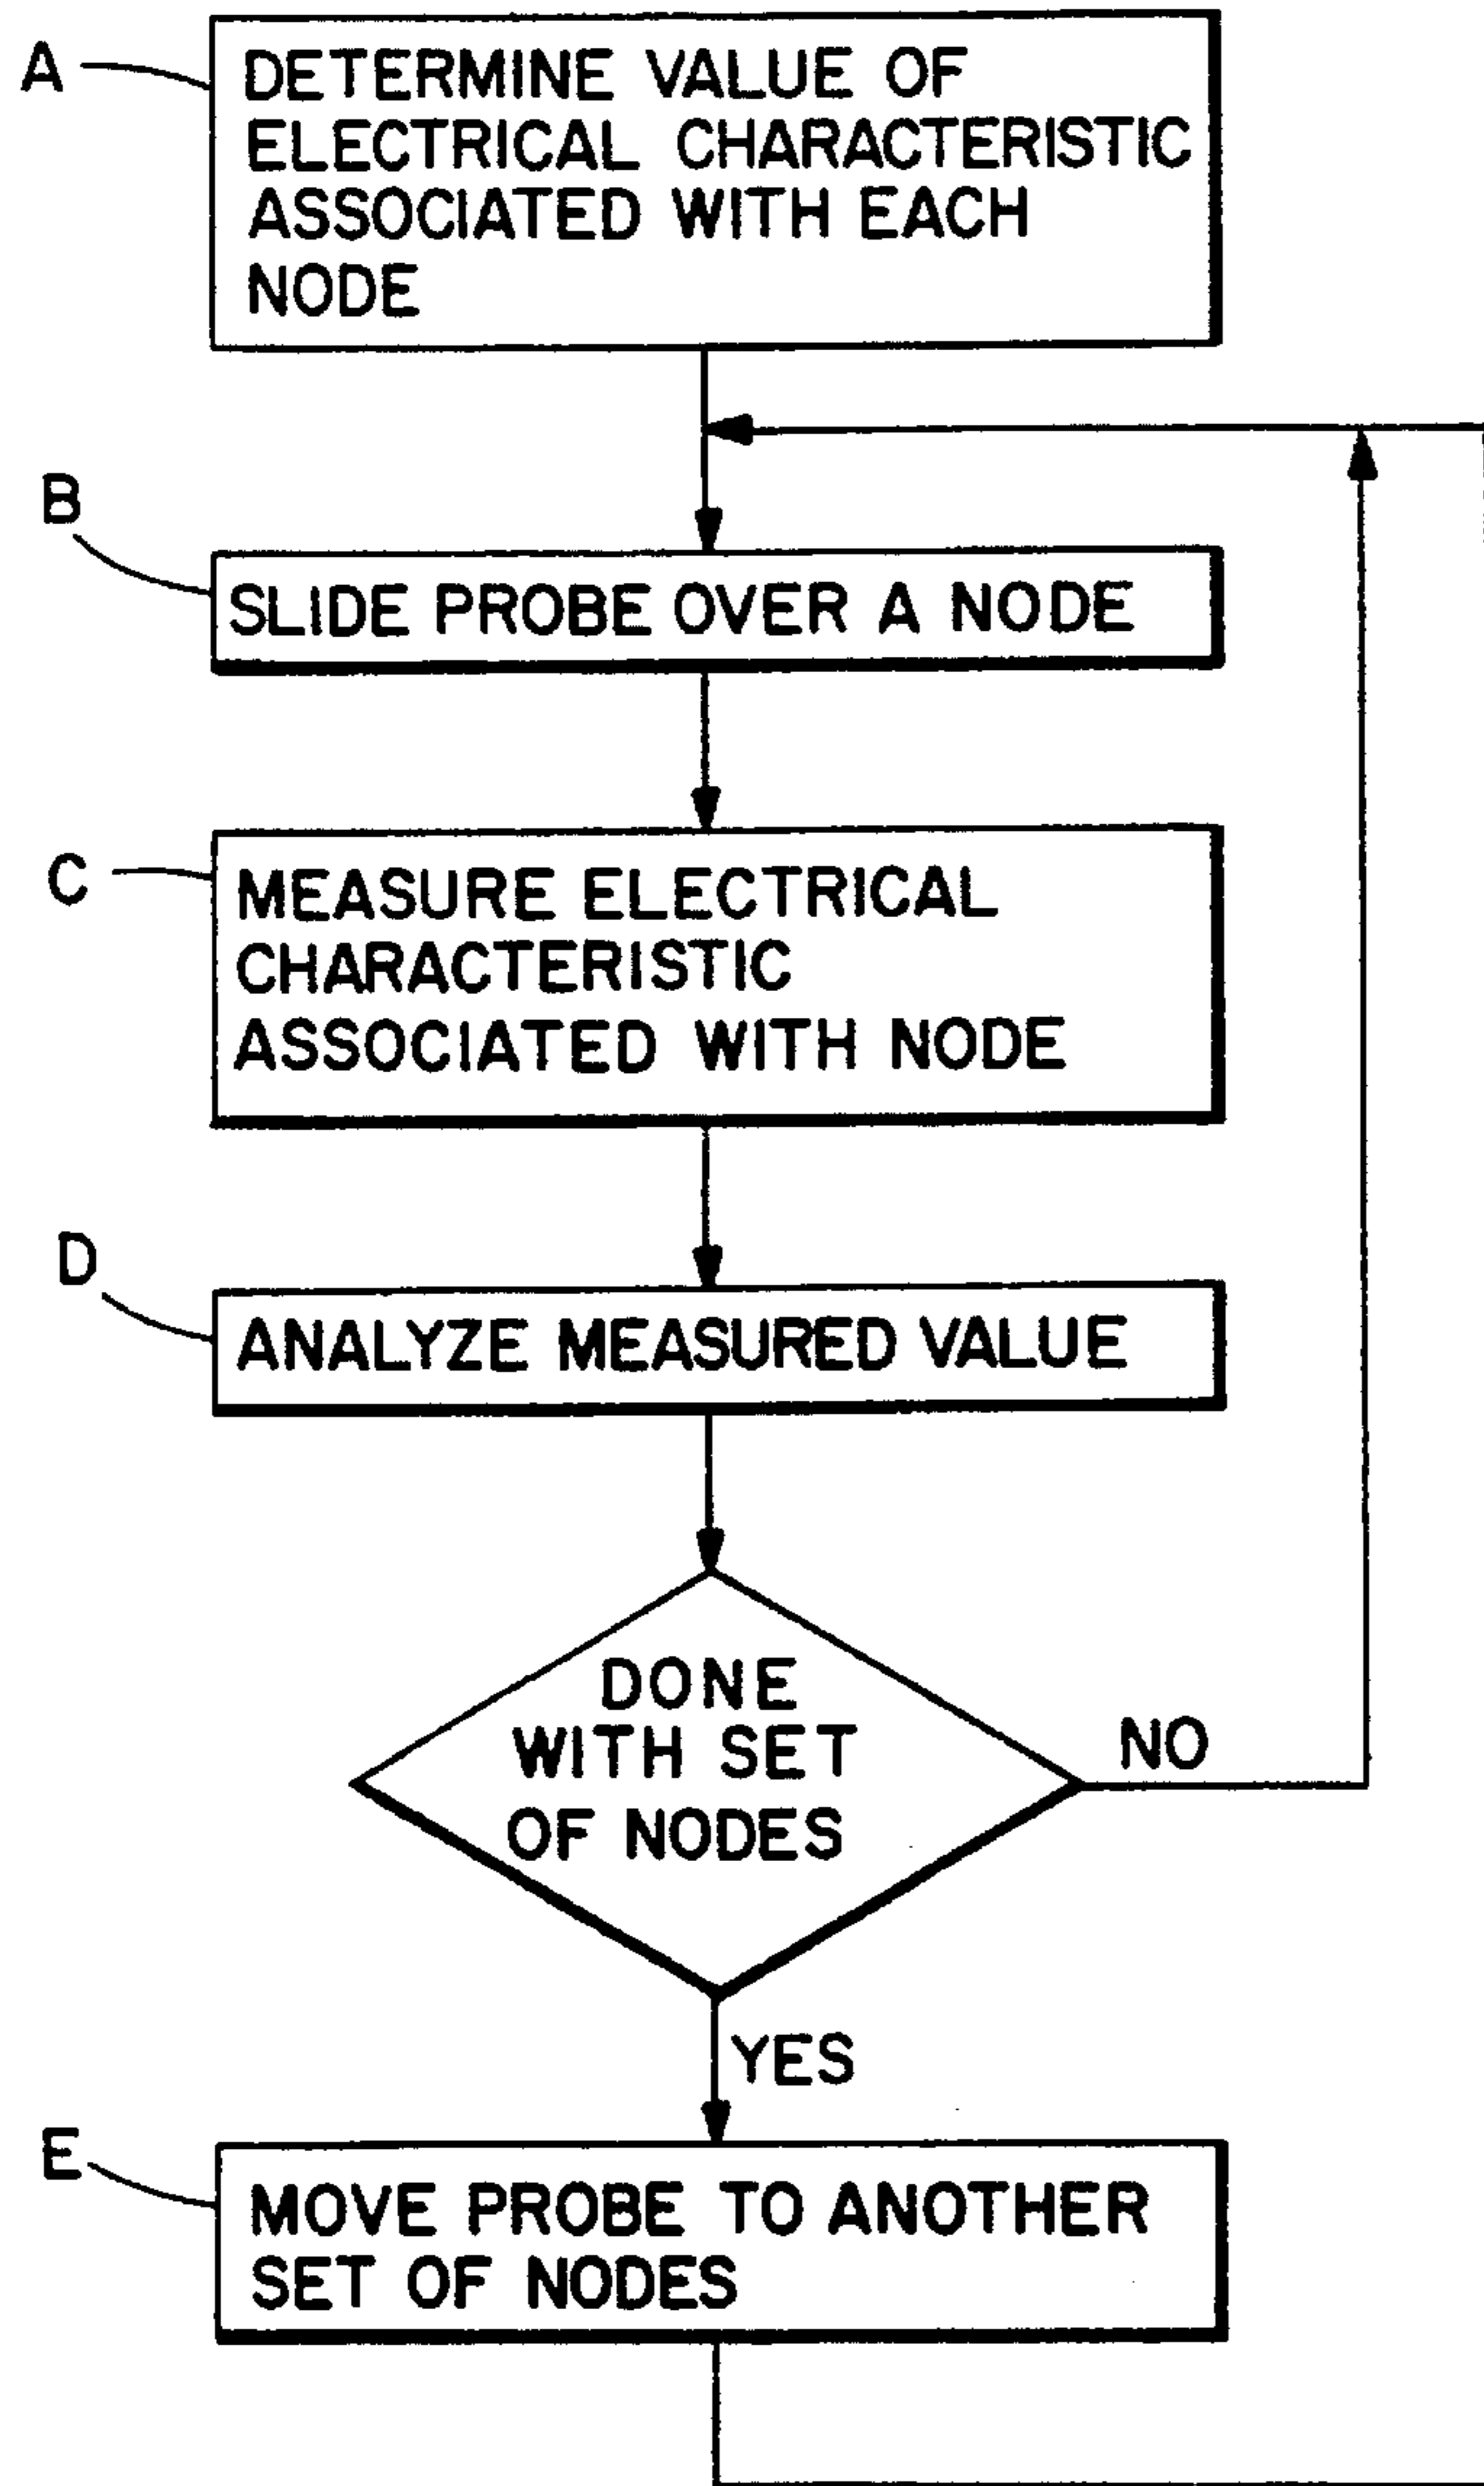 A
DETERMINE VALUE OF
ELECTRICAL CHARACTERISTIC
ASSOCIATED WITH EACH
NODE
B
SLIDE PROBE OVER A NODE
C
MEASURE ELECTRICAL
CHARACTERISTIC
ASSOCIATED WITH NODE
D
ANALYZE MEASURED VALUE
DONE
WITH SET
OF NODES
NO
YES
E
MOVE PROBE TO ANOTHER
SET OF NODES